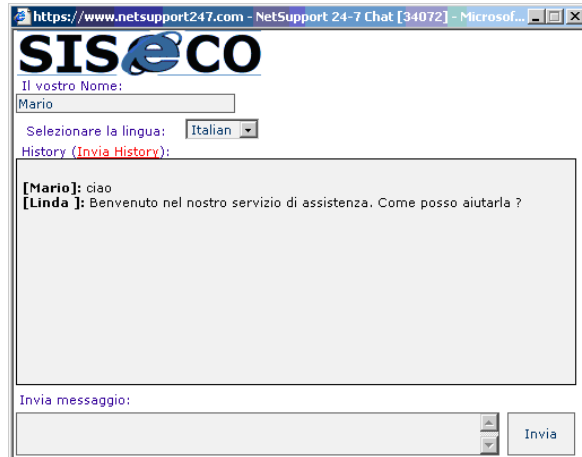 https://www.netsupport247.com - NetSupport 24-7 Chat [34072] - Microsof...
SISeCO
Il vostro Nome:
Mario
Selezionare la lingua: Italian
History (Invia History):
[Mario]: ciao
[Linda ]: Benvenuto nel nostro servizio di assistenza. Come posso aiutarla ?
Invia messaggio:
Invia